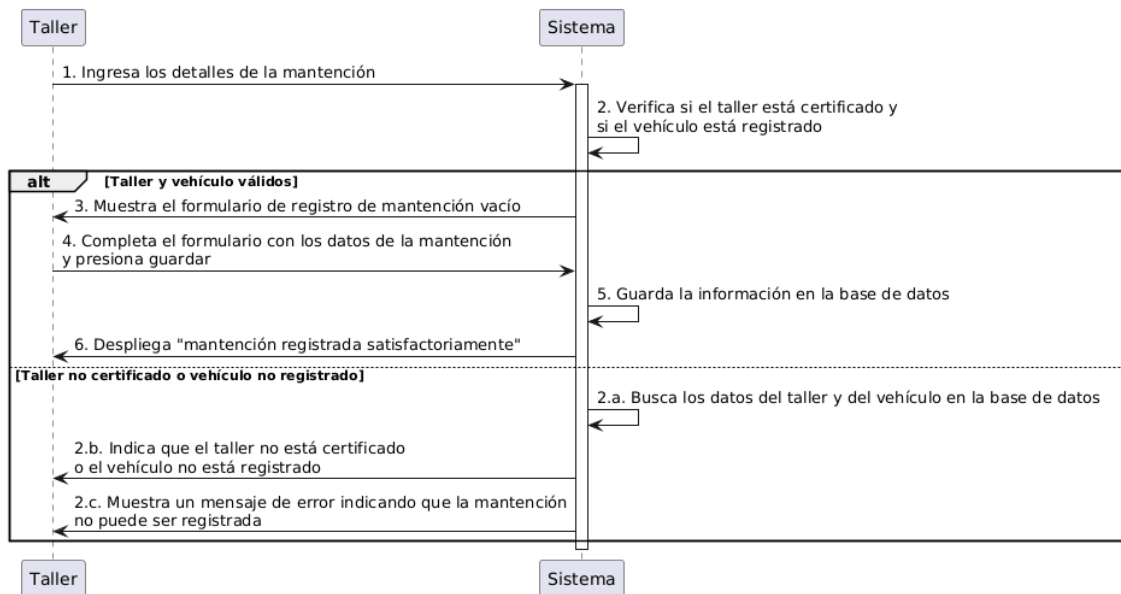 Taller
Sistema
1. Ingresa los detalles de la mantención
2. Verifica si el taller está certificado y
si el vehículo está registrado
alt
[Taller y vehículo válidos]
3. Muestra el formulario de registro de mantención vacío
4. Completa el formulario con los datos de la mantención
y presiona guardar
5. Guarda la información en la base de datos
6. Despliega "mantención registrada satisfactoriamente"
[Taller no certificado o vehículo no registrado]
2.a. Busca los datos del taller y del vehículo en la base de datos
2.b. Indica que el taller no está certificado
o el vehículo no está registrado
2.c. Muestra un mensaje de error indicando que la mantención
no puede ser registrada
Taller
Sistema